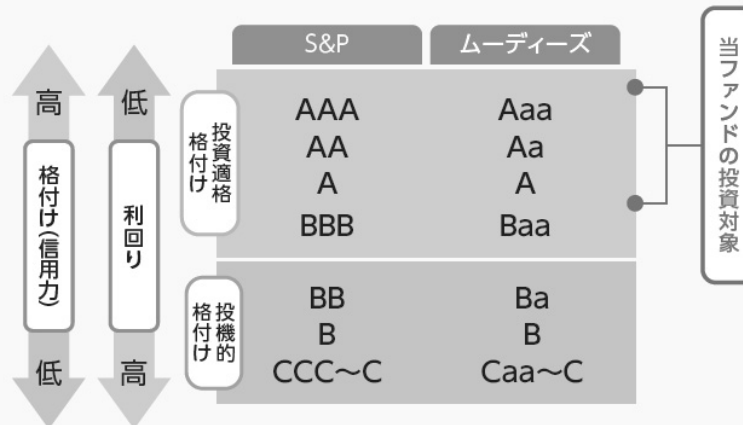 S&P
ムーディーズ
高
格付け(信用力)
低
低
利回り
高
投資適格
格付け
AAA
Aaa
AA
Aa
A
A
BBB
Baa
投機的
格付け
BB
Ba
B
B
CCC～C
Caa～C
当ファンドの投資対象